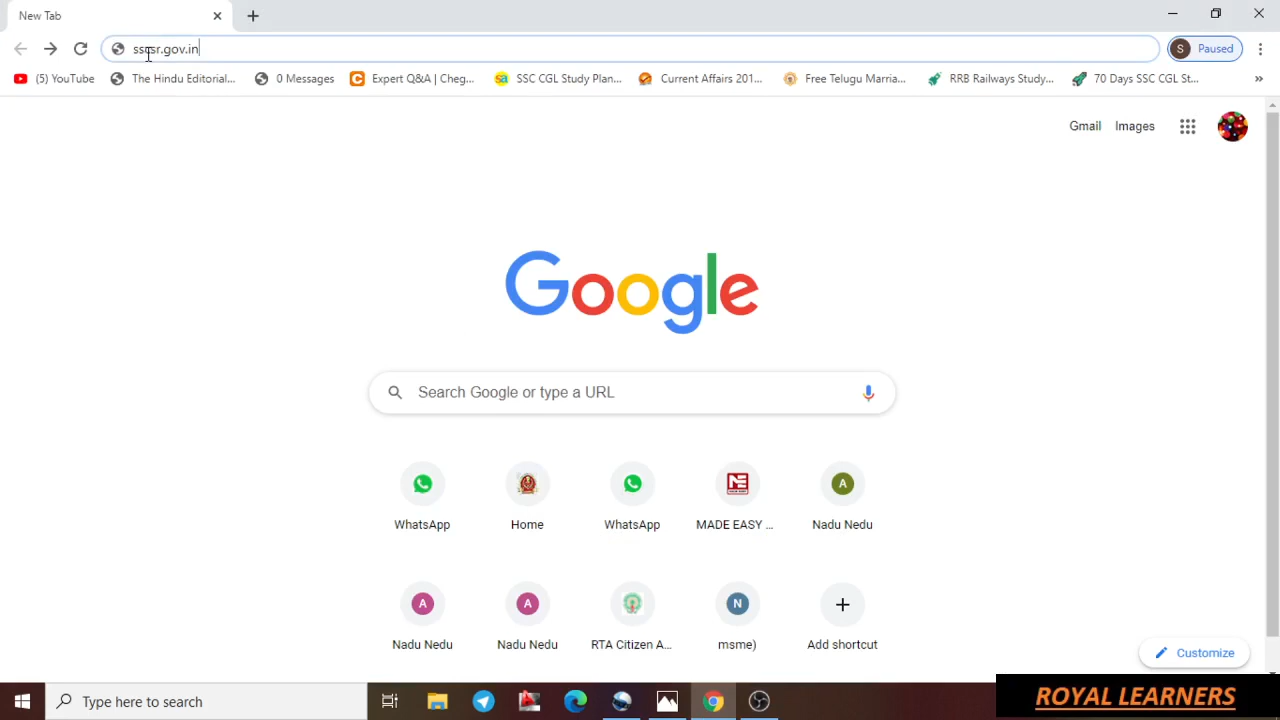 New Tab
sscsr.gov.in
S Paused
(5) YouTube The Hindu Editorial... 0 Messages C Expert Q&A | Cheg... sa SSC CGL Study Plan... Current Affairs 201... Free Telugu Marria... RRB Railways Study... 70 Days SSC CGL St... »
Gmail Images
Google
Search Google or type a URL
A
WhatsApp Home WhatsApp MADE EASY ... Nadu Nedu
A A N
Nadu Nedu Nadu Nedu RTA Citizen A... msme) Add shortcut
Customize
Type here to search
ROYAL LEARNERS